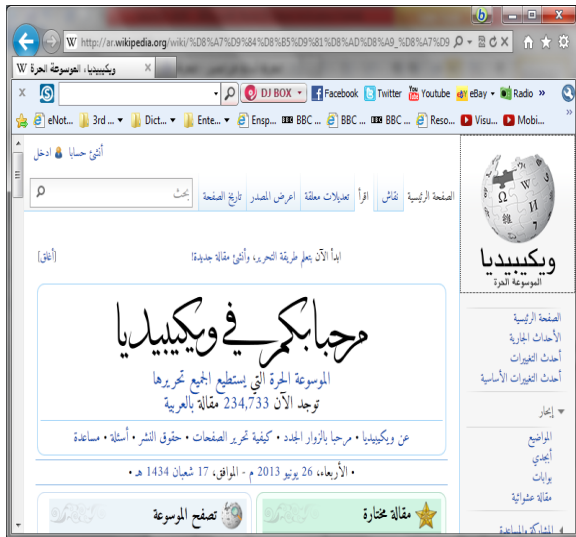 http://ar.wikipedia.org/wiki/%D8%A7%D9%84%D8%B5%D9%81%D8%AD%D8%A9_%D8%A7%D9
ويكيبيديا، الموسوعة الحرة
DJ BOX Facebook Twitter Youtube eBay Radio »
eNot... 3rd ... Dict... Ente... Ensp... BBC ... BBC ... BBC ... Reso... Visu... Mobi... »
أنشئ حسابا ادخل
الصفحة الرئيسية نقاش اقرأ تعديلات معلقة اعرض المصدر تاريخ الصفحة بحث
ويكيبيديا
الموسوعة الحرة
الصفحة الرئيسية
الأحداث الجارية
أحدث التغييرات
أحدث التغييرات الأساسية
إبحار
المواضيع
أبجدي
بوابات
مقالة عشوائية
المشاركة والمساعدة
ابدأ الآن بتعلم طريقة التحرير، وأنشئ مقالة جديدة! [أغلق]
مرحبا بكم في ويكيبيديا
الموسوعة الحرة التي يستطيع الجميع تحريرها
توجد الآن 234,733 مقالة بالعربية
عن ويكيبيديا • مرحبا بالزوار الجدد • كيفية تحرير الصفحات • حقوق النشر • أسئلة • مساعدة
• الأربعاء، 26 يونيو 2013 م - الموافق، 17 شعبان 1434 هـ •
مقالة مختارة
تصفح الموسوعة